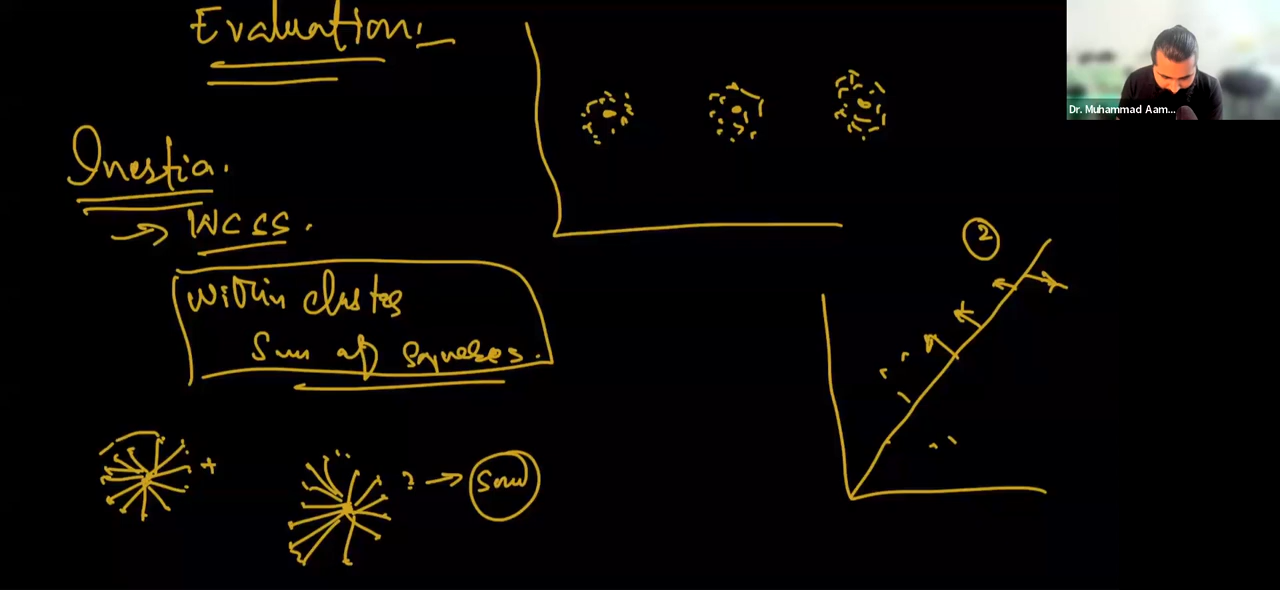 Evaluation.
Inertia.
→ WCSS.
within cluster
Sum of Squares.
+ ? → Sum
2
Dr. Muhammad Aam...